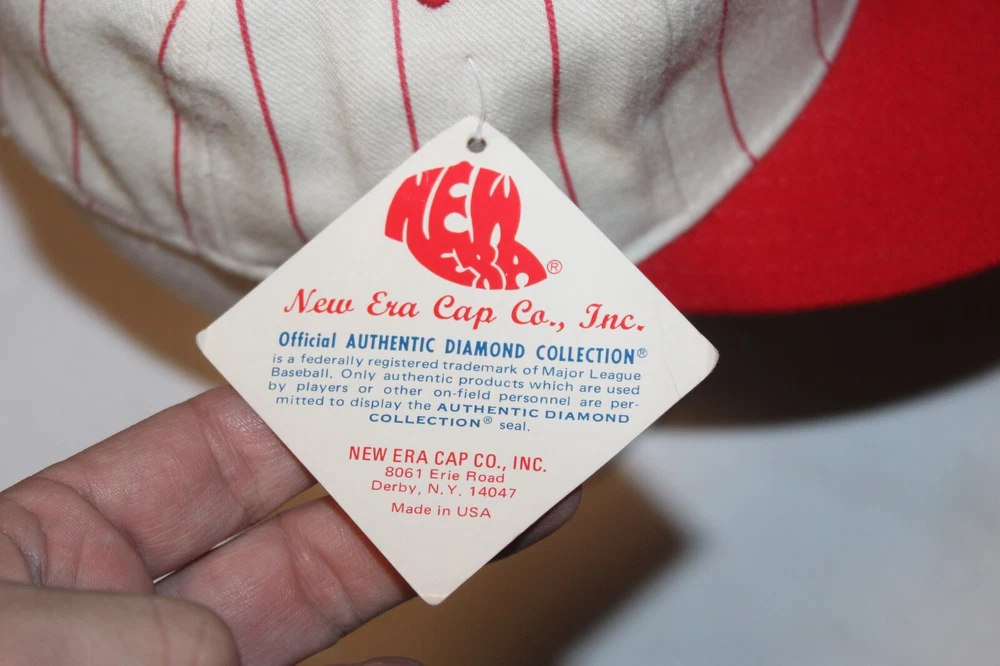 NEW
ERA®
New Era Cap Co., Inc.
Official AUTHENTIC DIAMOND COLLECTION®
is a federally registered trademark of Major League
Baseball. Only authentic products which are used
by players or other on-field personnel are per-
mitted to display the AUTHENTIC DIAMOND
COLLECTION® seal.
NEW ERA CAP CO., INC.
8061 Erie Road
Derby, N.Y. 14047
Made in USA